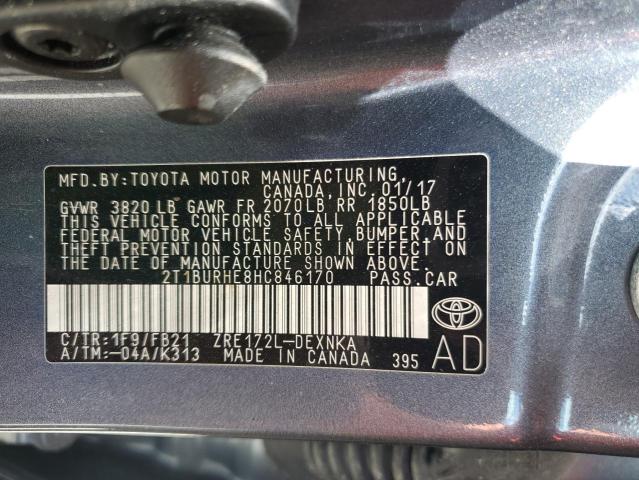 MFD.BY:TOYOTA MOTOR MANUFACTURING,
CANADA,INC.01/17
GVWR 3820LB GAWR FR 2070LB RR 1850LB
THIS VEHICLE CONFORMS TO ALL APPLICABLE
FEDERAL MOTOR VEHICLE SAFETY, BUMPER, AND
THEFT PREVENTION STANDARDS IN EFFECT ON
THE DATE OF MANUFACTURE SHOWN ABOVE.
2T1BURHE8HC846170 PASS.CAR
C/TR:1F9/FB21 ZRE172L-DEXNKA
A/TM:-04A/K313 MADE IN CANADA 395 AD